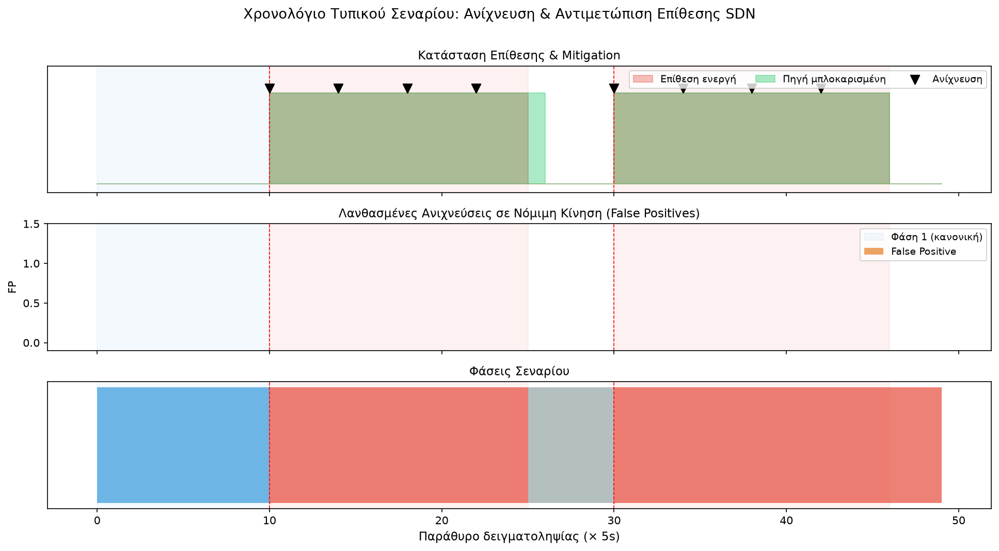 Χρονολόγιο Τυπικού Σεναρίου: Ανίχνευση & Αντιμετώπιση Επίθεσης SDN
Κατάσταση Επίθεσης & Mitigation
Επίθεση ενεργή Πηγή μπλοκαρισμένη Ανίχνευση
Λανθασμένες Ανιχνεύσεις σε Νόμιμη Κίνηση (False Positives)
1.5
1.0
0.5
0.0
FP
Φάση 1 (κανονική)
False Positive
Φάσεις Σεναρίου
0 10 20 30 40 50
Παράθυρο δειγματοληψίας (× 5s)